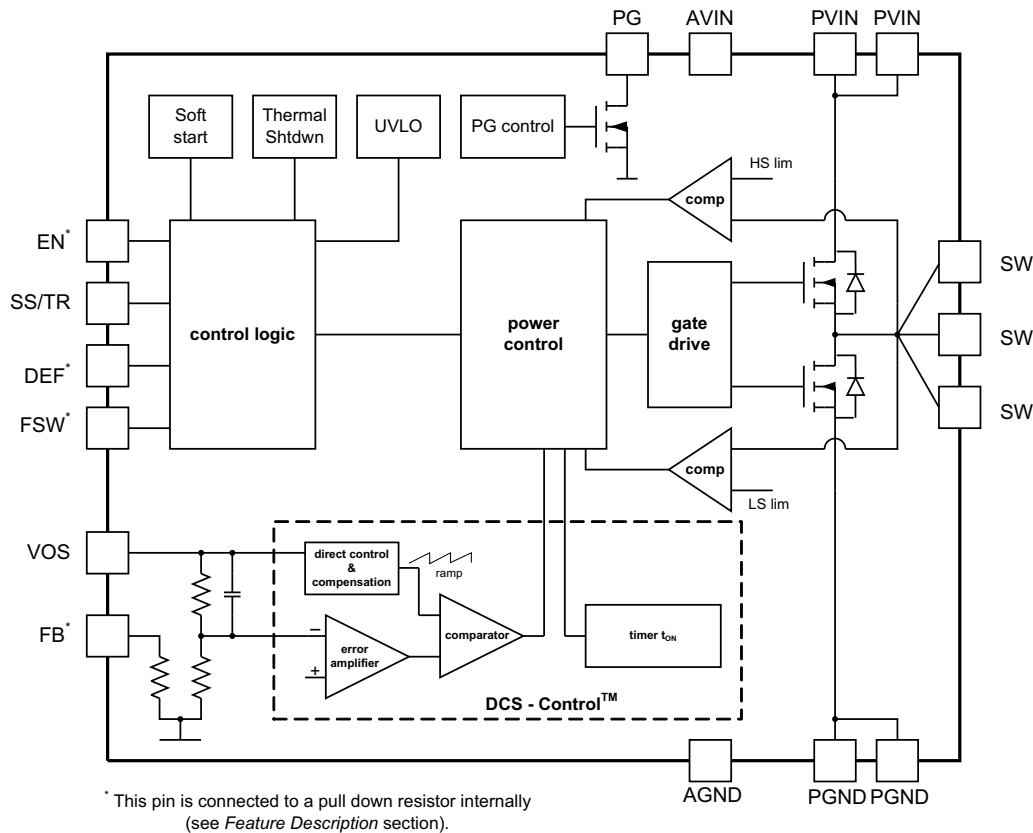 PG
AVIN
PVIN
PVIN
Soft
start
Thermal
Shtdwn
UVLO
PG control
HS lim
comp
EN*
SS/TR
DEF*
FSW*
control logic
power
control
gate
drive
SW
SW
SW
comp
LS lim
VOS
FB*
direct control
&
compensation
ramp
−
+
error
amplifier
comparator
timer tON
DCS - Control™
AGND
PGND
PGND
* This pin is connected to a pull down resistor internally
(see Feature Description section).